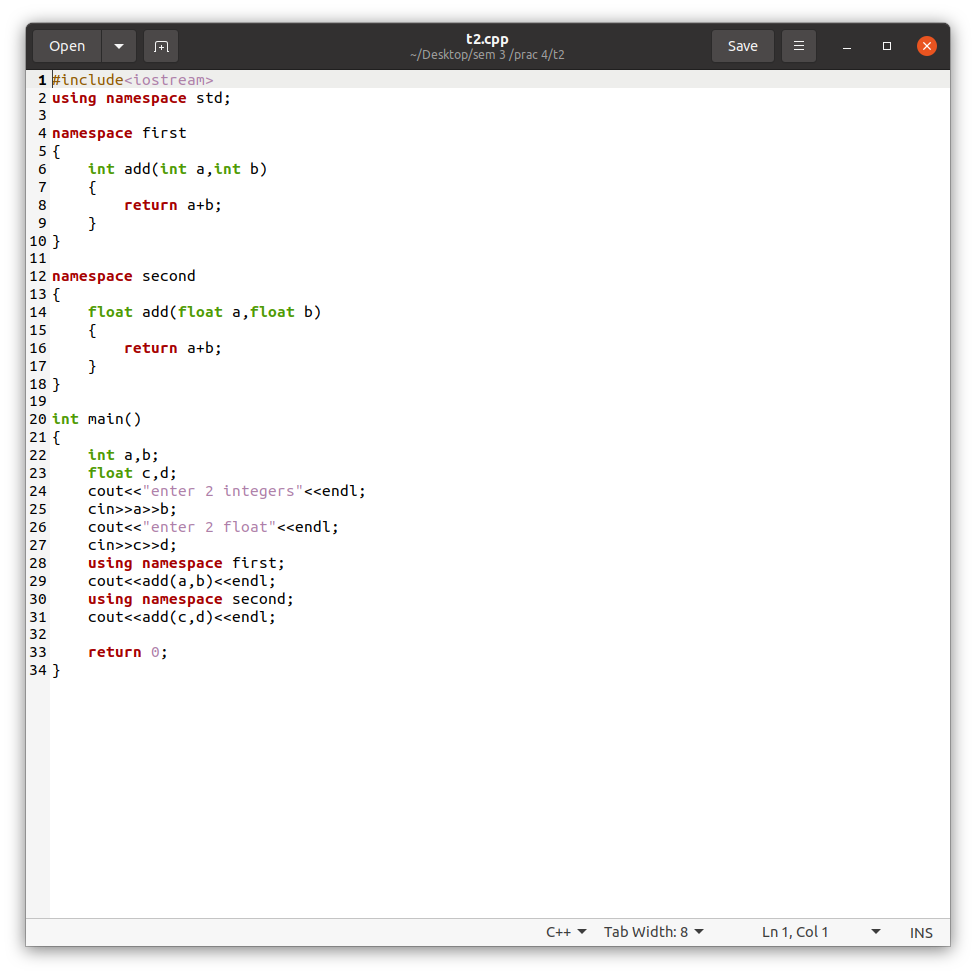 Open
t2.cpp
~/Desktop/sem 3 /prac 4/t2
Save
1 #include<iostream>
2 using namespace std;
3
4 namespace first
5 {
6     int add(int a,int b)
7     {
8         return a+b;
9     }
10 }
11
12 namespace second
13 {
14     float add(float a,float b)
15     {
16         return a+b;
17     }
18 }
19
20 int main()
21 {
22     int a,b;
23     float c,d;
24     cout<<"enter 2 integers"<<endl;
25     cin>>a>>b;
26     cout<<"enter 2 float"<<endl;
27     cin>>c>>d;
28     using namespace first;
29     cout<<add(a,b)<<endl;
30     using namespace second;
31     cout<<add(c,d)<<endl;
32
33     return 0;
34 }
C++ Tab Width: 8 Ln 1, Col 1 INS